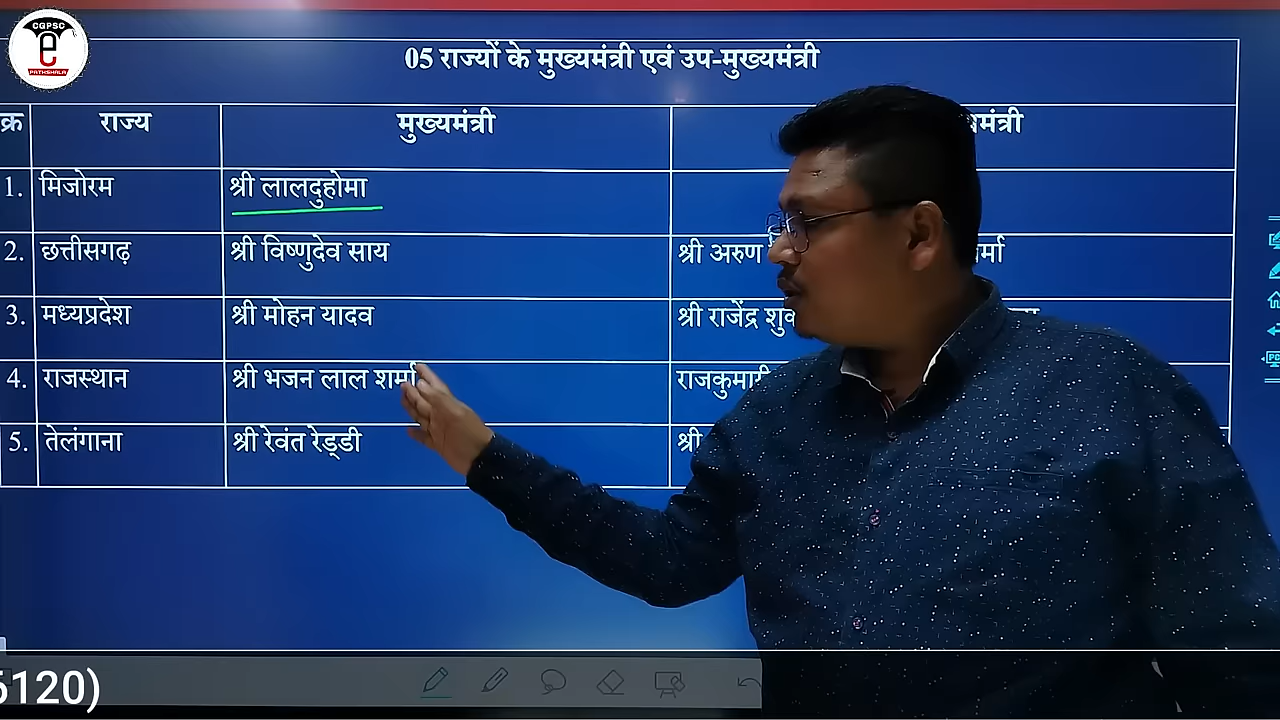 CGPSC
e
PATHSHALA
05 राज्यों के मुख्यमंत्री एवं उप-मुख्यमंत्री
क्र राज्य मुख्यमंत्री
1. मिजोरम श्री लालदुहोमा
2. छत्तीसगढ़ श्री विष्णुदेव साय श्री अरुण
3. मध्यप्रदेश श्री मोहन यादव श्री राजेंद्र
4. राजस्थान श्री भजन लाल शर्मा
5. तेलंगाना श्री रेवंत रेड्डी श्री
5120)